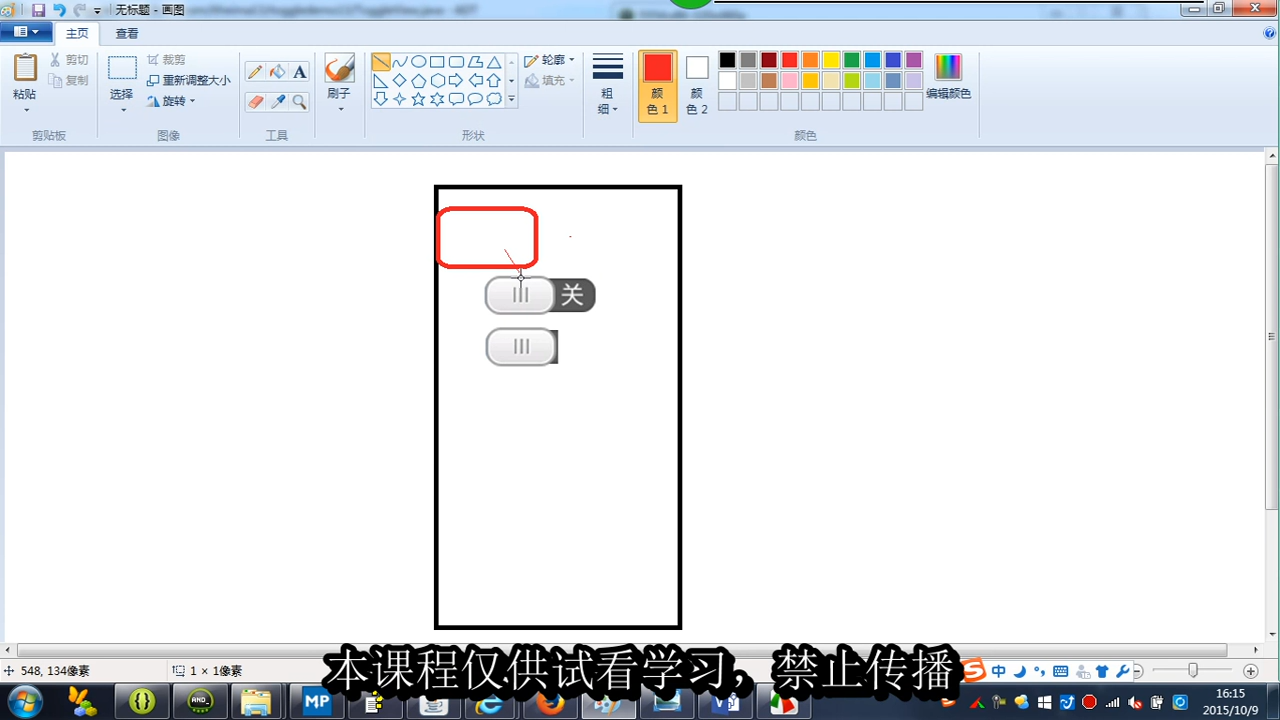 无标题 - 画图
主页
查看
粘贴
剪切
复制
剪贴板
选择
裁剪
重新调整大小
旋转
图像
A
工具
刷子
轮廓
填充
形状
粗细
颜色 1
颜色 2
编辑颜色
颜色
关
548, 134像素
1 × 1像素
本课程仅供试看学习，禁止传播
中
AND_
MP
16:15
2015/10/9